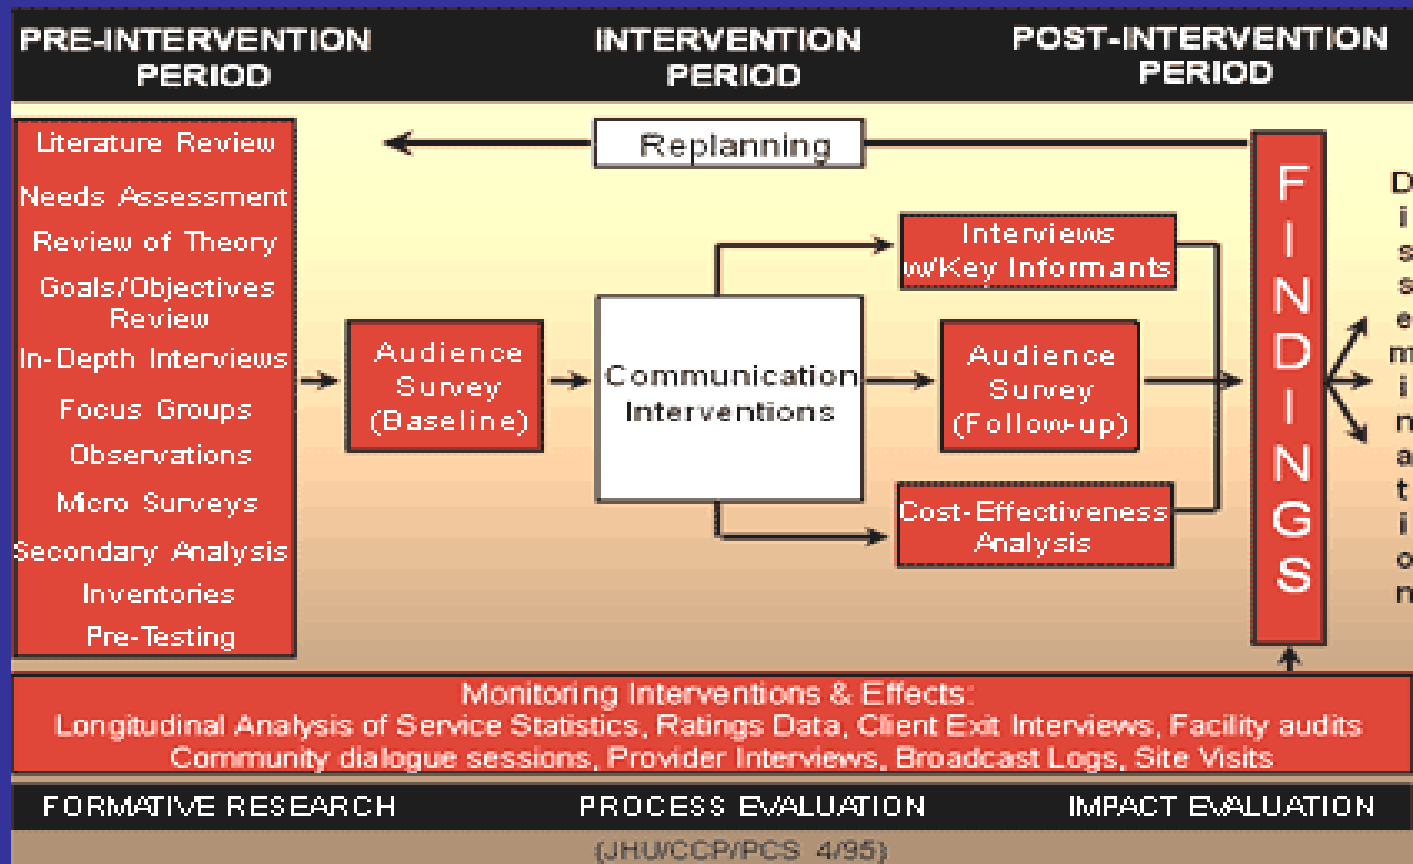 PRE-INTERVENTION
PERIOD
INTERVENTION
PERIOD
POST-INTERVENTION
PERIOD
Literature Review
Needs Assessment
Review of Theory
Goals/Objectives
Review
In-Depth Interviews
Focus Groups
Observations
Micro Surveys
Secondary Analysis
Inventories
Pre-Testing
Audience
Survey
(Baseline)
Replanning
Communication
Interventions
Interviews
w/Key Informants
Audience
Survey
(Follow-up)
Cost-Effectiveness
Analysis
FINDINGS
Dissemination
Monitoring Interventions & Effects:
Longitudinal Analysis of Service Statistics, Ratings Data, Client Exit Interviews, Facility audits
Community dialogue sessions, Provider Interviews, Broadcast Logs, Site Visits
FORMATIVE RESEARCH
PROCESS EVALUATION
IMPACT EVALUATION
(JHU/CCP/PCS 4/95)